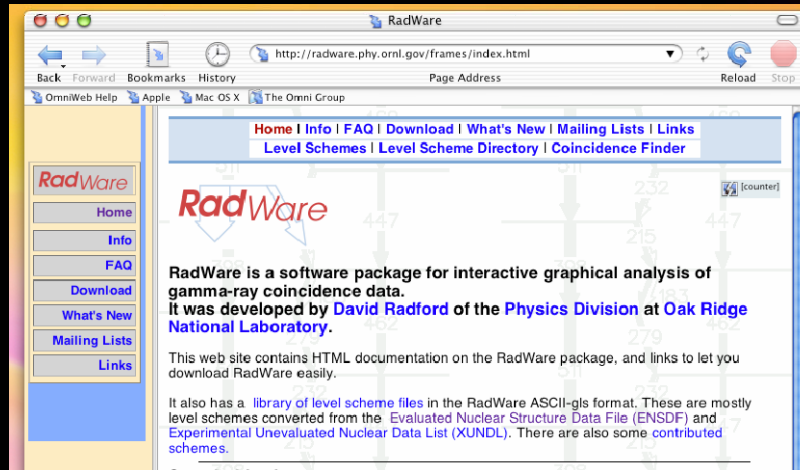 RadWare
http://radware.phy.ornl.gov/frames/index.html
Back Forward Bookmarks History Page Address Reload Stop
OmniWeb Help Apple Mac OS X The Omni Group
Home | Info | FAQ | Download | What's New | Mailing Lists | Links
Level Schemes | Level Scheme Directory | Coincidence Finder
RadWare
Home
Info
FAQ
Download
What's New
Mailing Lists
Links
RadWare
[counter]
232
447
215
RadWare is a software package for interactive graphical analysis of
gamma-ray coincidence data.
It was developed by David Radford of the Physics Division at Oak Ridge
National Laboratory.
462
279
This web site contains HTML documentation on the RadWare package, and links to let you
download RadWare easily.
It also has a library of level scheme files in the RadWare ASCII-gls format. These are mostly
level schemes converted from the Evaluated Nuclear Structure Data File (ENSDF) and
Experimental Unevaluated Nuclear Data List (XUNDL). There are also some contributed
schemes.